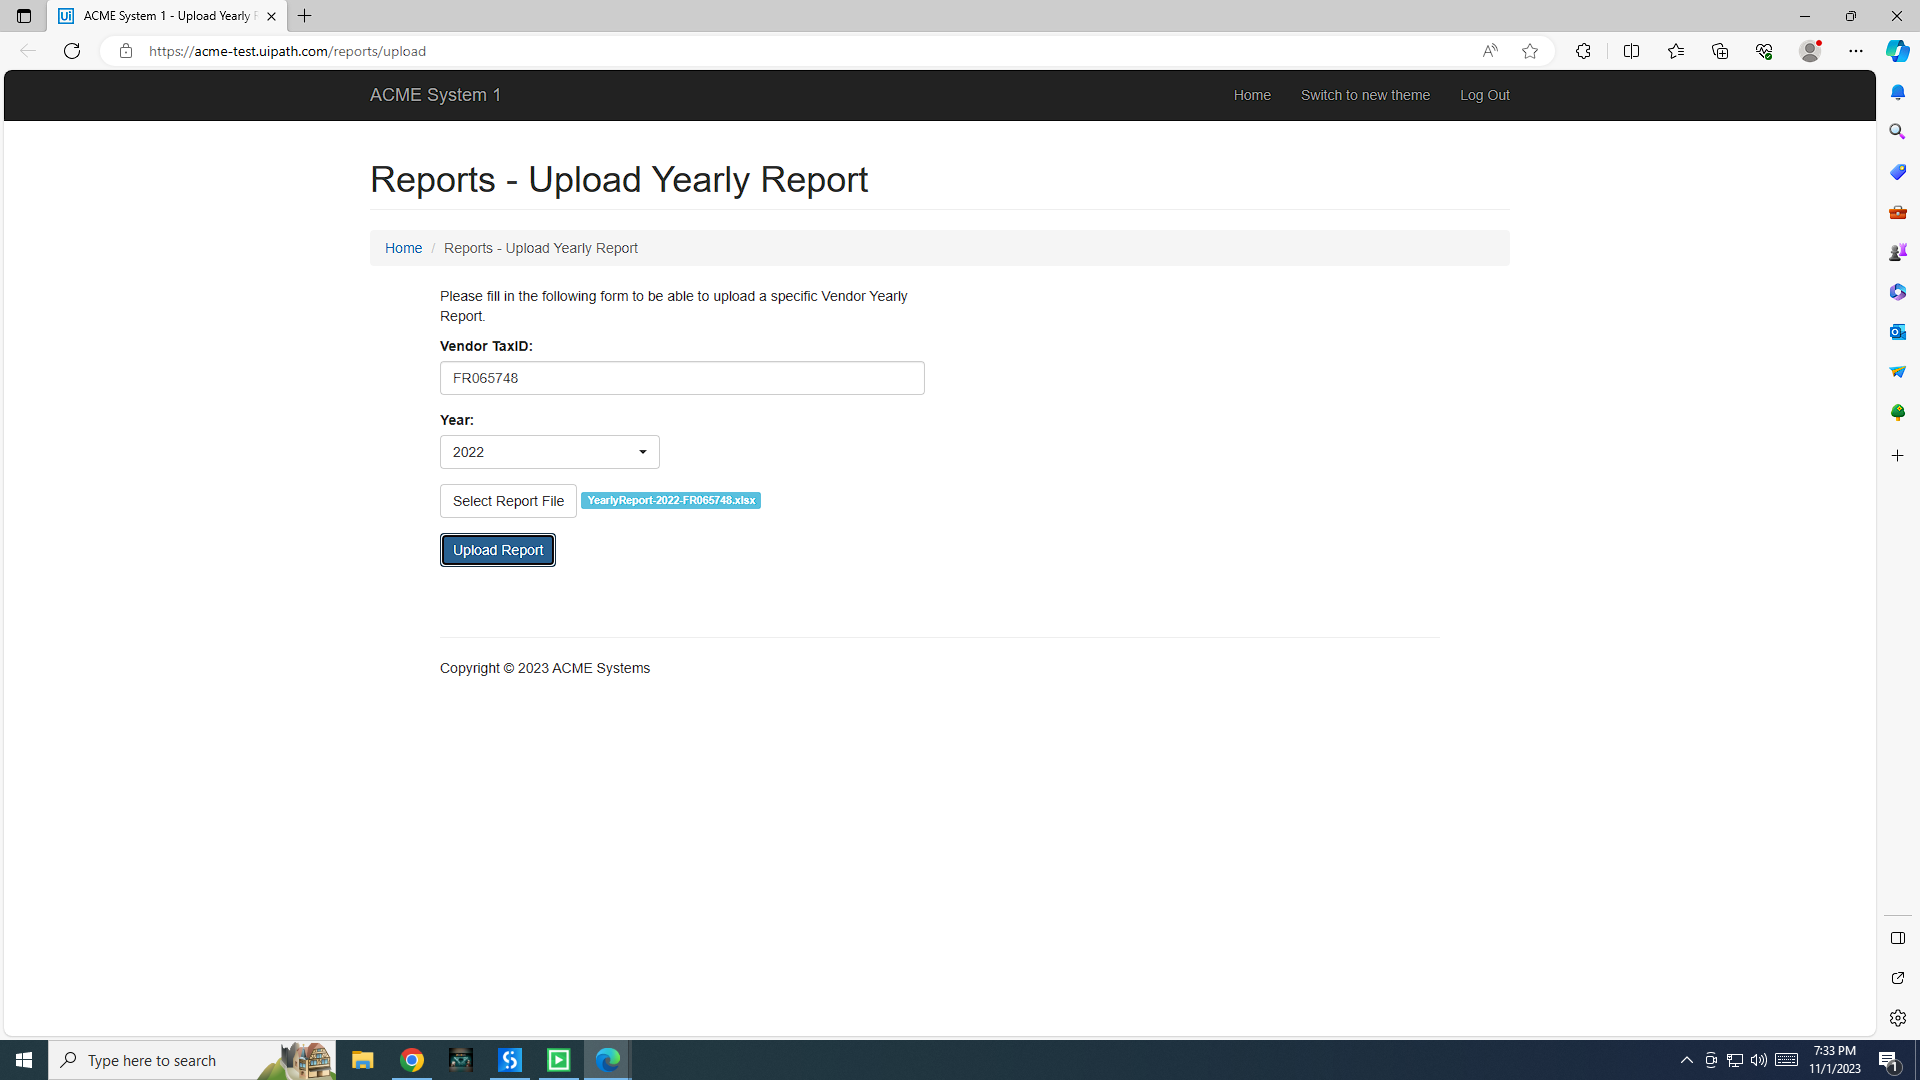 ACME System 1 - Upload Yearly
https://acme-test.uipath.com/reports/upload
ACME System 1
Home
Switch to new theme
Log Out
Reports - Upload Yearly Report
Home / Reports - Upload Yearly Report
Please fill in the following form to be able to upload a specific Vendor Yearly
Report.
Vendor TaxID:
FR065748
Year:
2022
Select Report File
YearlyReport-2022-FR065748.xlsx
Upload Report
Copyright © 2023 ACME Systems
Type here to search
7:33 PM
11/1/2023
1